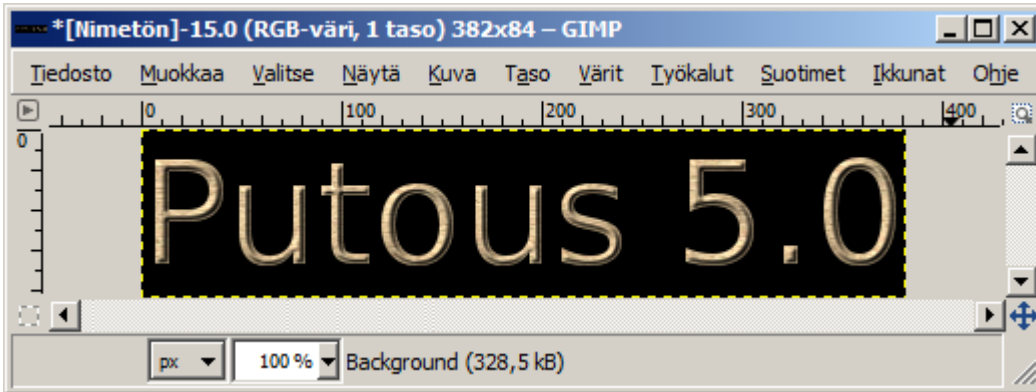 *[Nimetön]-15.0 (RGB-väri, 1 taso) 382x84 – GIMP
Tiedosto Muokkaa Valitse Näytä Kuva Taso Värit Työkalut Suotimet Ikkunat Ohje
0 100 200 300 400
0
Putous 5.0
px 100 % Background (328,5 kB)